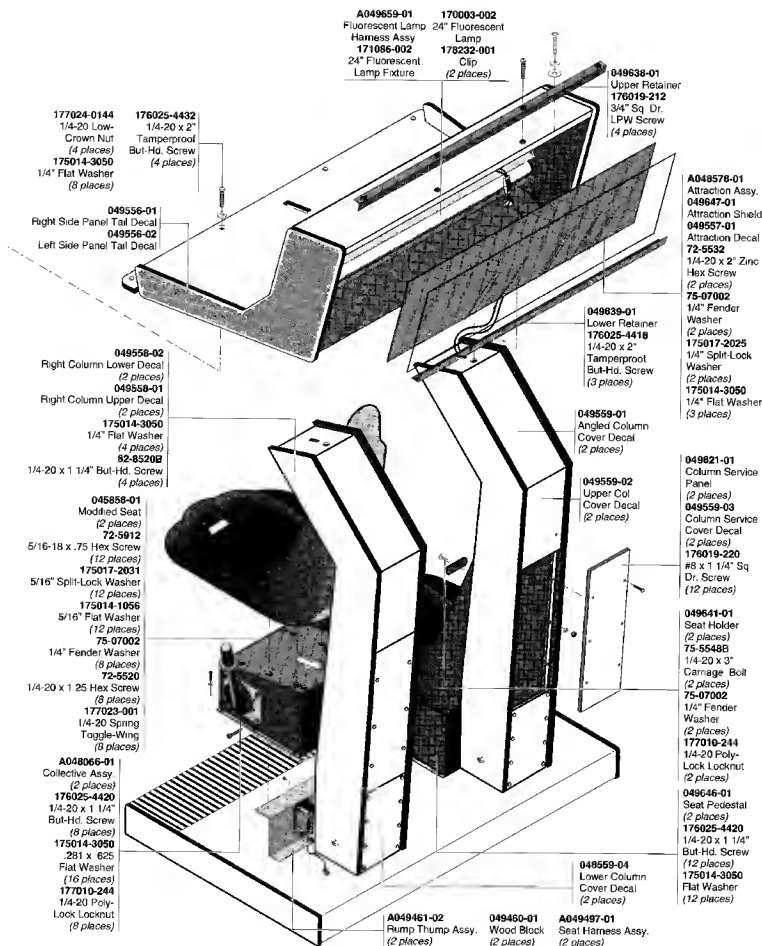 A049659-01
Fluorescent Lamp
Harness Assy
171086-002
24" Fluorescent
Lamp Fixture
170003-002
24" Fluorescent
Lamp
178232-001
Clip
(2 places)
049638-01
Upper Retainer
176019-212
3/4" Sq Dr.
LPW Screw
(4 places)
177024-0144
1/4-20 Low-
Crown Nut
(4 places)
175014-3050
1/4" Flat Washer
(8 places)
176025-4432
1/4-20 x 2"
Tamperproof
But-Hd. Screw
(4 places)
049556-01
Right Side Panel Tail Decal
049556-02
Left Side Panel Tail Decal
A048576-01
Attraction Assy.
049647-01
Attraction Shield
049557-01
Attraction Decal
72-5532
1/4-20 x 2" Zinc
Hex Screw
(2 places)
75-07002
1/4" Fender
Washer
(2 places)
175017-2025
1/4" Split-Lock
Washer
(2 places)
175014-3050
1/4" Flat Washer
(3 places)
049639-01
Lower Retainer
176025-4418
1/4-20 x 2"
Tamperproof
But-Hd. Screw
(3 places)
049558-02
Right Column Lower Decal
(2 places)
049558-01
Right Column Upper Decal
(2 places)
175014-3050
1/4" Flat Washer
(4 places)
82-8520B
1/4-20 x 1 1/4" But-Hd. Screw
(4 places)
049559-01
Angled Column
Cover Decal
(2 places)
049559-02
Upper Col
Cover Decal
(2 places)
049621-01
Column Service
Panel
(2 places)
049559-03
Column Service
Cover Decal
(2 places)
176019-220
#8 x 1 1/4" Sq
Dr. Screw
(12 places)
045858-01
Modified Seat
(2 places)
72-5912
5/16-18 x .75 Hex Screw
(12 places)
175017-2031
5/16" Split-Lock Washer
(12 places)
175014-1056
5/16" Flat Washer
(12 places)
75-07002
1/4" Fender Washer
(8 places)
72-5520
1/4-20 x 1 25 Hex Screw
(8 places)
177023-001
1/4-20 Spring
Toggle-Wing
(8 places)
049641-01
Seat Holder
(2 places)
75-5548B
1/4-20 x 3"
Carriage Bolt
(2 places)
75-07002
1/4" Fender
Washer
(2 places)
177010-244
1/4-20 Poly-
Lock Locknut
(2 places)
A048066-01
Collective Assy.
(2 places)
176025-4420
1/4-20 x 1 1/4"
But-Hd. Screw
(8 places)
175014-3050
.281 x .625
Flat Washer
(16 places)
177010-244
1/4-20 Poly-
Lock Locknut
(8 places)
049646-01
Seat Pedestal
(2 places)
176025-4420
1/4-20 x 1 1/4"
But-Hd. Screw
(12 places)
175014-3050
Flat Washer
(12 places)
048559-04
Lower Column
Cover Decal
(2 places)
A049461-02
Rump Thump Assy.
(2 places)
049460-01
Wood Block
(2 places)
A049497-01
Seat Harness Assy.
(2 places)